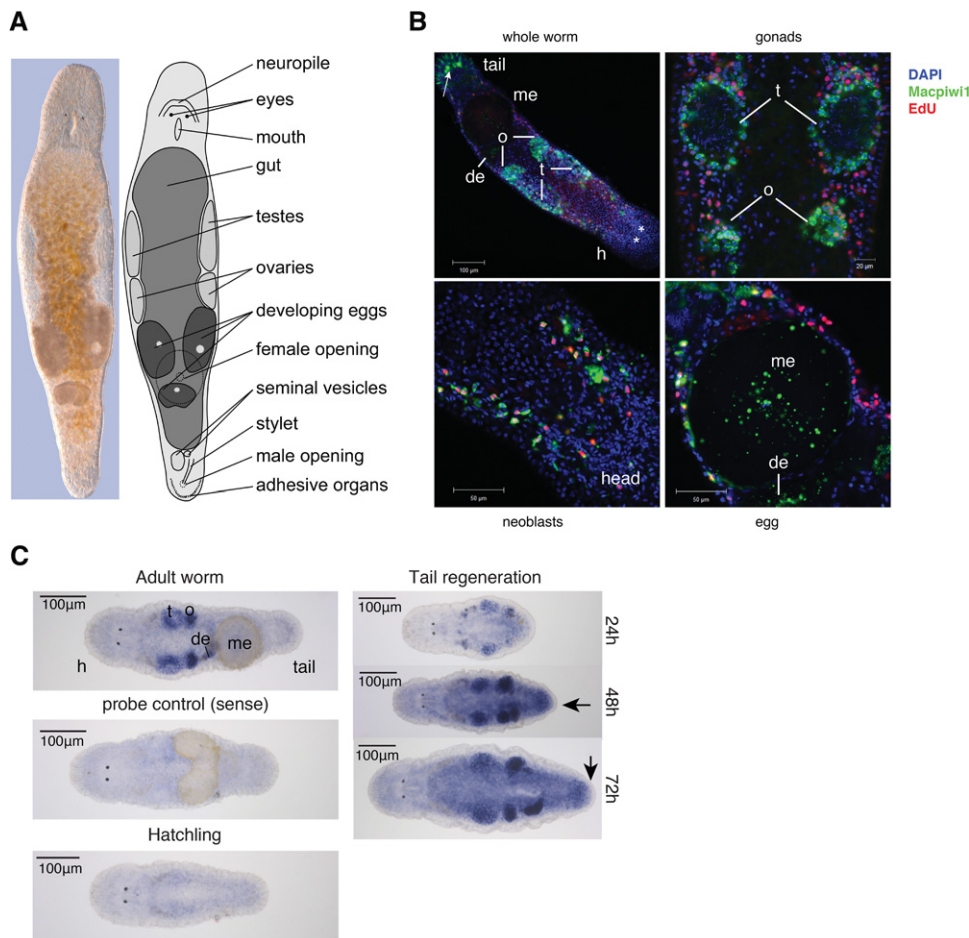 A
neuropile
eyes
mouth
gut
testes
ovaries
developing eggs
female opening
seminal vesicles
stylet
male opening
adhesive organs
B
whole worm
gonads
DAPI
Macpiwi1
EdU
tail
me
o
de
t
h
*
*
100 µm
t
o
20 µm
head
50 µm
neoblasts
me
de
50 µm
egg
C
Adult worm
100µm
t o
de
me
h
tail
probe control (sense)
100µm
Hatchling
100µm
Tail regeneration
100µm
24h
100µm
48h
100µm
72h